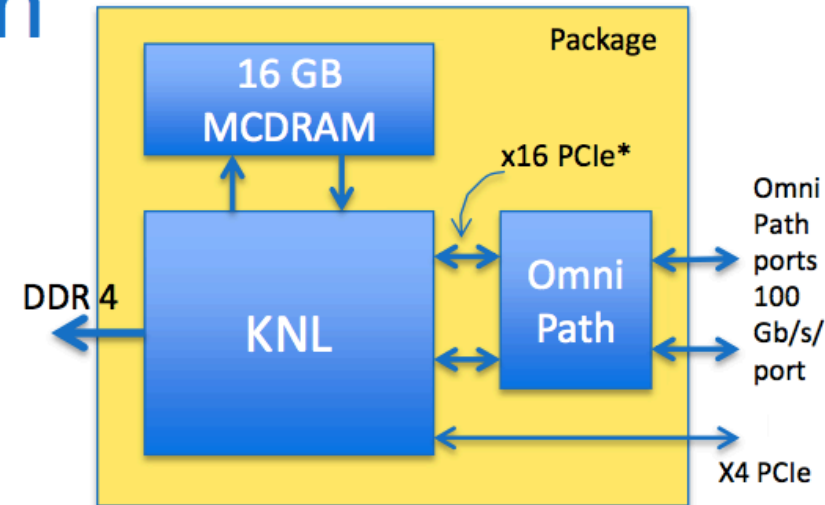 n
Package
16 GB
MCDRAM
x16 PCIe*
Omni
Path
ports
100
Gb/s/
port
Omni
Path
DDR 4
KNL
X4 PCIe